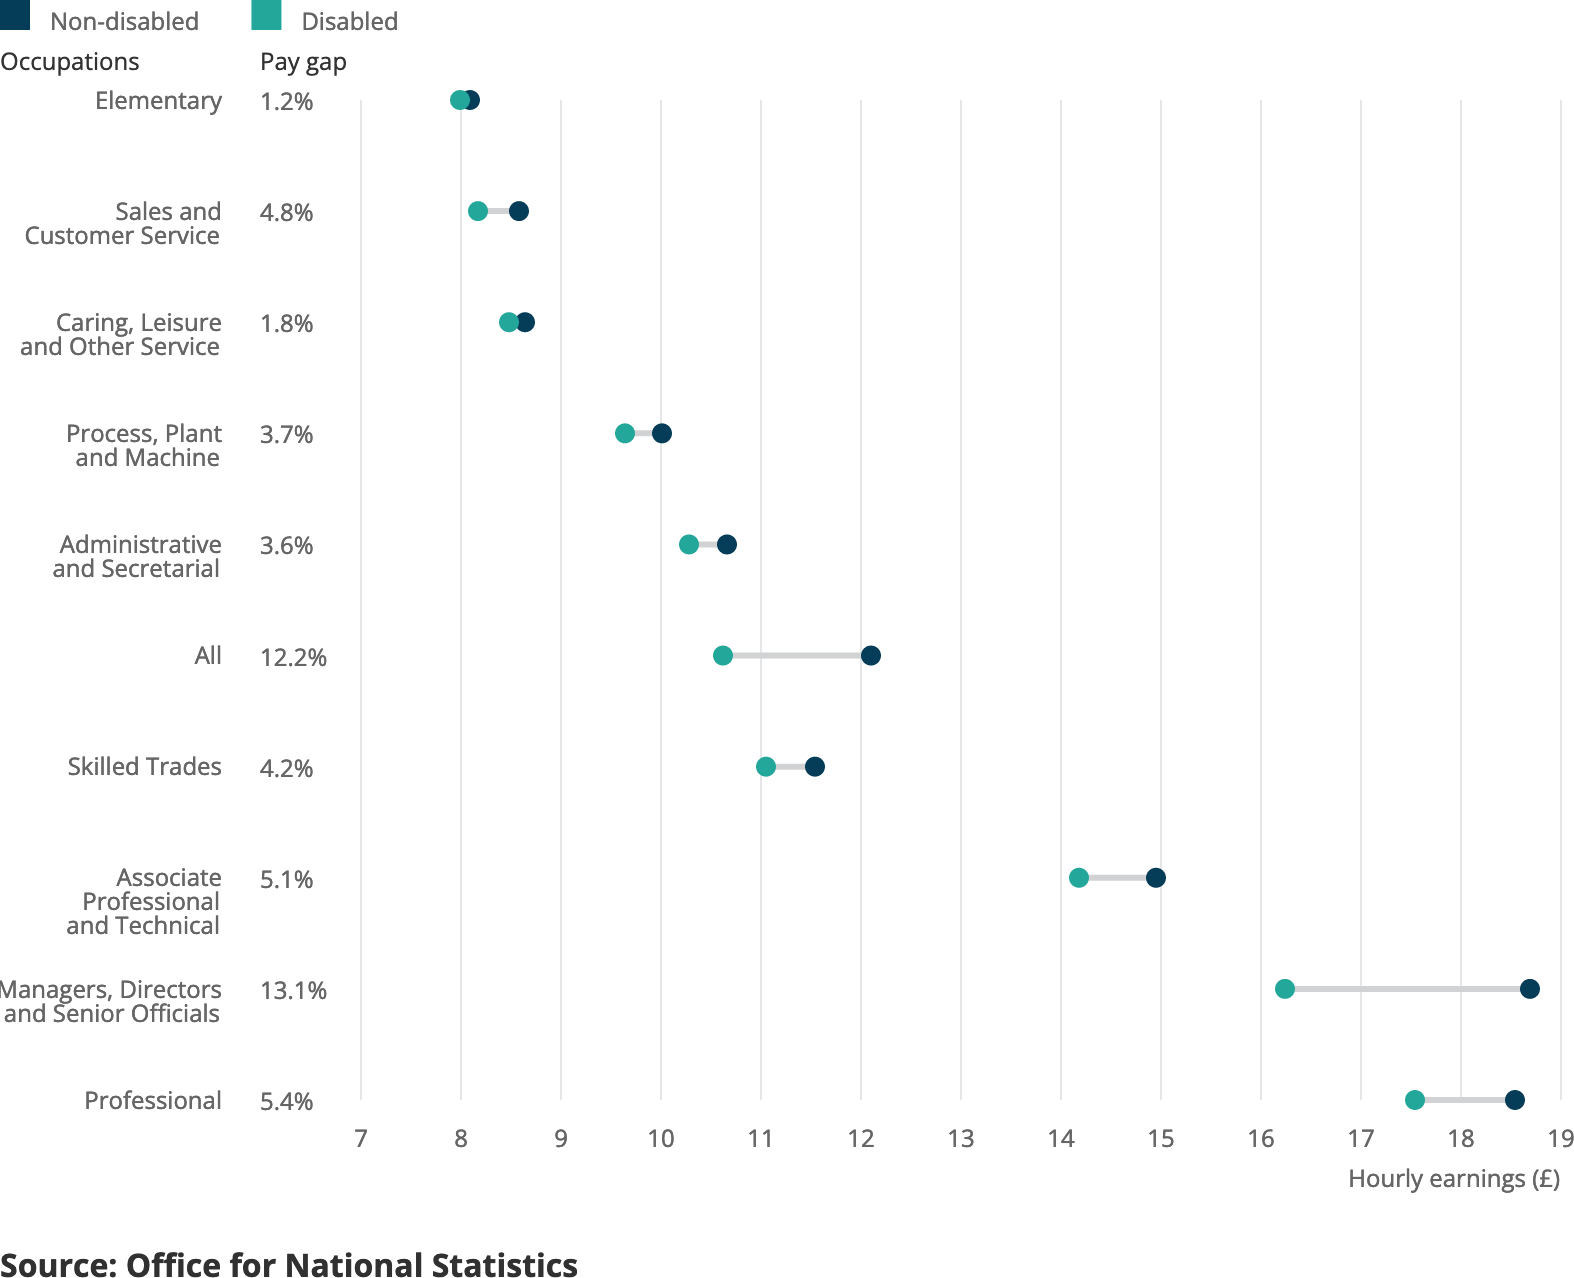 Non-disabled Disabled
Occupations Pay gap
Elementary 1.2%
Sales and 4.8%
Customer Service
Caring, Leisure 1.8%
and Other Service
Process, Plant 3.7%
and Machine
Administrative 3.6%
and Secretarial
All 12.2%
Skilled Trades 4.2%
Associate 5.1%
Professional
and Technical
Managers, Directors 13.1%
and Senior Officials
Professional 5.4%
7 8 9 10 11 12 13 14 15 16 17 18 19
Hourly earnings (£)
Source: Office for National Statistics